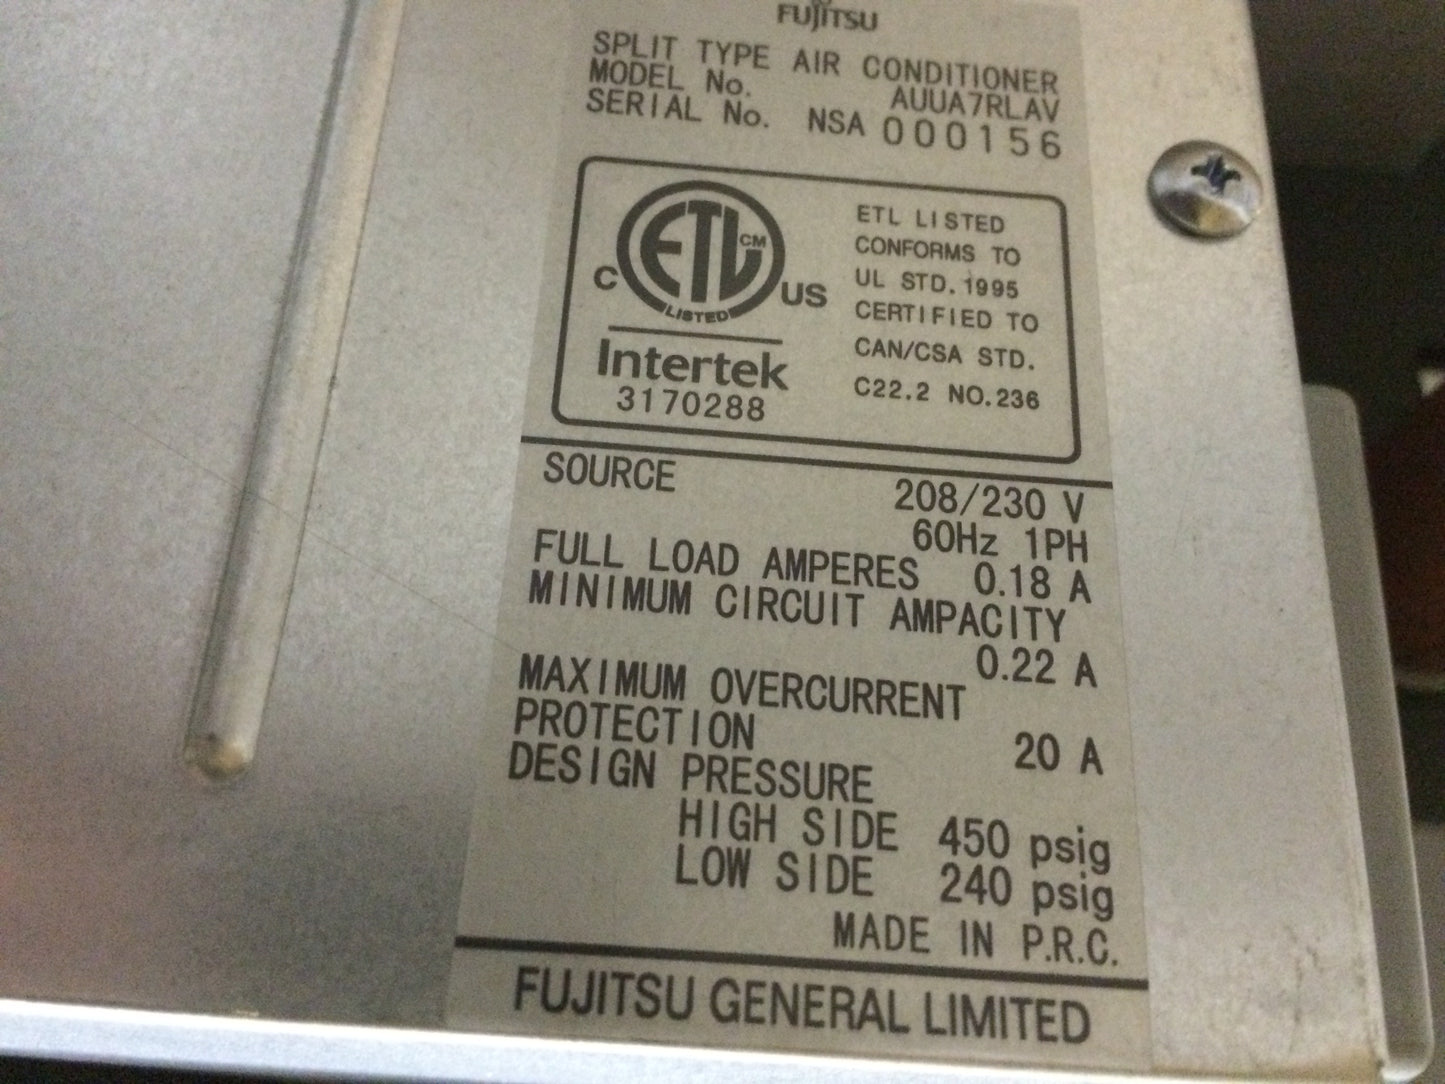 FUJITSU
SPLIT TYPE AIR CONDITIONER
MODEL No. AUUA7RLAV
SERIAL No. NSA 000156
ETL CM
C US
LISTED
Intertek
3170288
ETL LISTED
CONFORMS TO
UL STD.1995
CERTIFIED TO
CAN/CSA STD.
C22.2 NO.236
SOURCE 208/230 V
60Hz 1PH
FULL LOAD AMPERES 0.18 A
MINIMUM CIRCUIT AMPACITY
0.22 A
MAXIMUM OVERCURRENT
PROTECTION 20 A
DESIGN PRESSURE
HIGH SIDE 450 psig
LOW SIDE 240 psig
MADE IN P.R.C.
FUJITSU GENERAL LIMITED